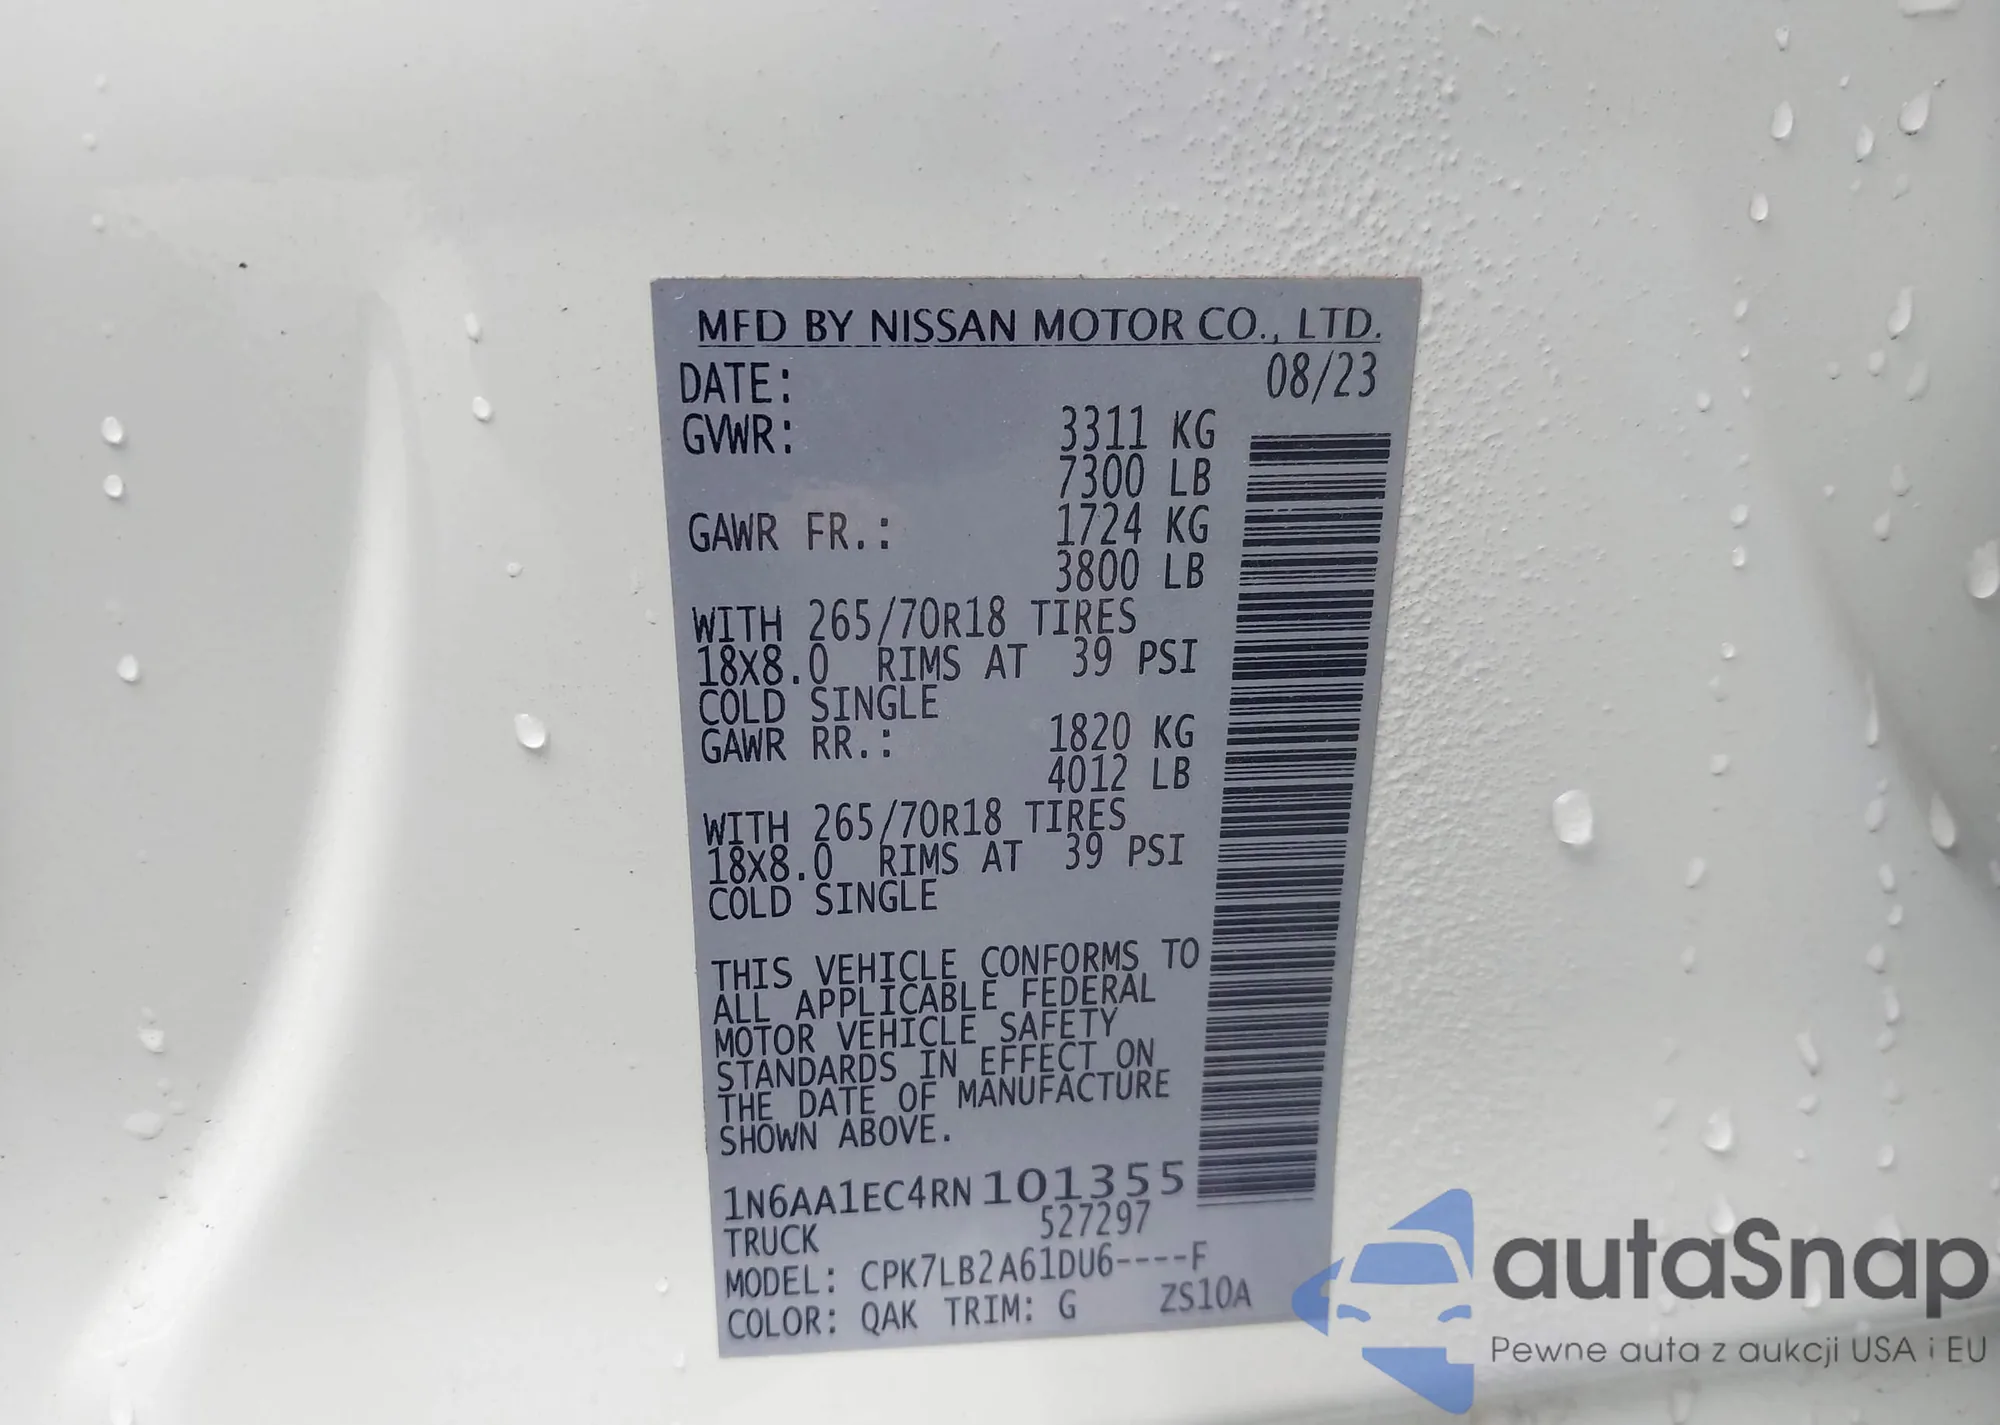 MFD BY NISSAN MOTOR CO., LTD.
DATE: 08/23
GVWR: 3311 KG
7300 LB
GAWR FR.: 1724 KG
3800 LB
WITH 265/70R18 TIRES
18X8.0 RIMS AT 39 PSI
COLD SINGLE
GAWR RR.: 1820 KG
4012 LB
WITH 265/70R18 TIRES
18X8.0 RIMS AT 39 PSI
COLD SINGLE
THIS VEHICLE CONFORMS TO
ALL APPLICABLE FEDERAL
MOTOR VEHICLE SAFETY
STANDARDS IN EFFECT ON
THE DATE OF MANUFACTURE
SHOWN ABOVE.
1N6AA1EC4RN101355
TRUCK 527297
MODEL: CPK7LB2A61DU6----F
COLOR: QAK TRIM: G ZS10A
autaSnap
Pewne auta z aukcji USA i EU